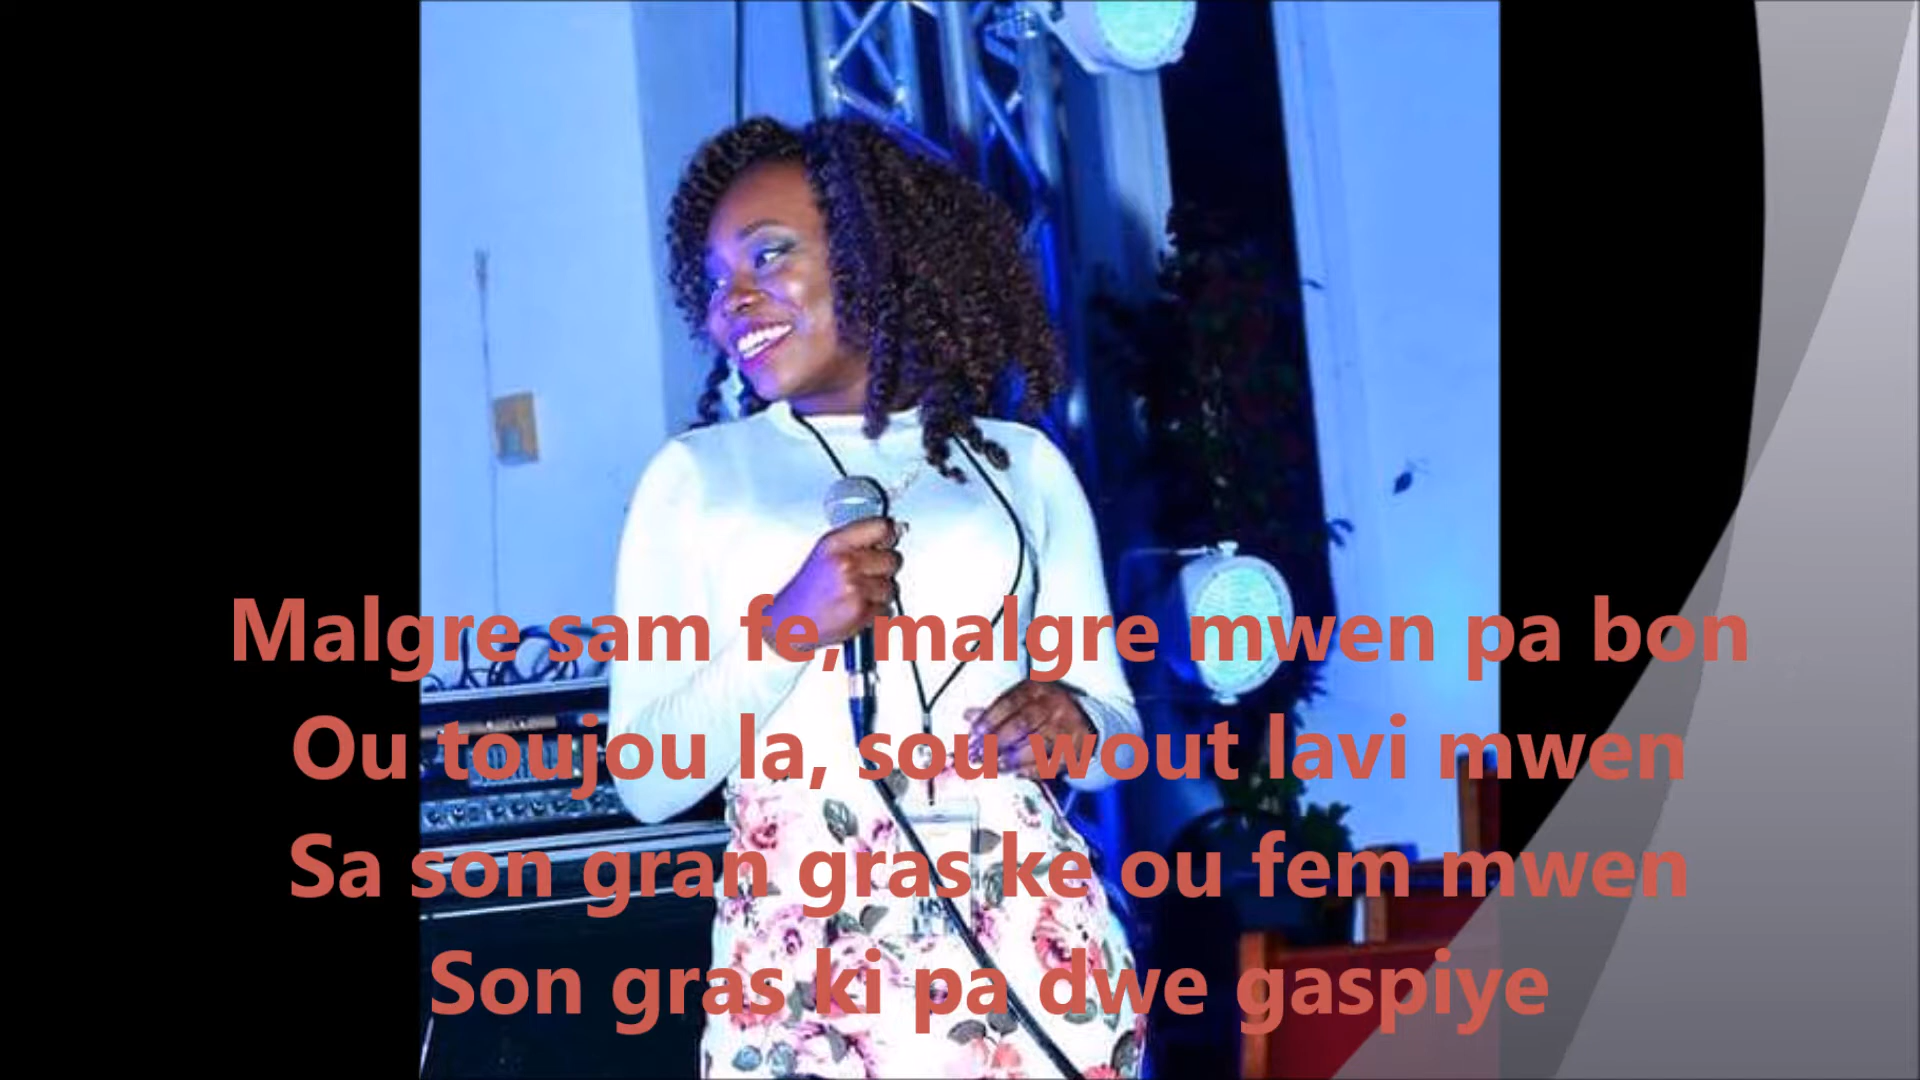 Malgre sam fe, malgre mwen pa bon
Ou toujou la, sou wout lavi mwen
Sa son gran gras ke ou fem mwen
Son gras ki pa dwe gaspiye